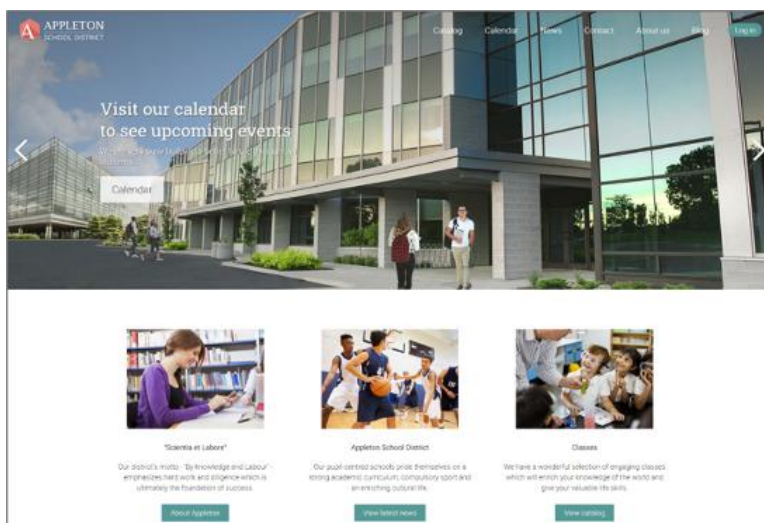 APPLETON
SCHOOL DISTRICT
Catalog Calendar News Contact About us Blog Log in
Visit our calendar
to see upcoming events
Calendar
"Scientia et Labore"
Our district's motto - "By Knowledge and Labour" -
emphasizes hard work and diligence which is
ultimately the foundation of success.
About Appleton
Appleton School District
Our pupil-centred schools pride themselves on a
strong academic curriculum, compulsory sport and
an enriching cultural life.
View latest news
Classes
We have a wonderful selection of engaging classes
which will enrich your knowledge of the world and
give your valuable life skills.
View catalog